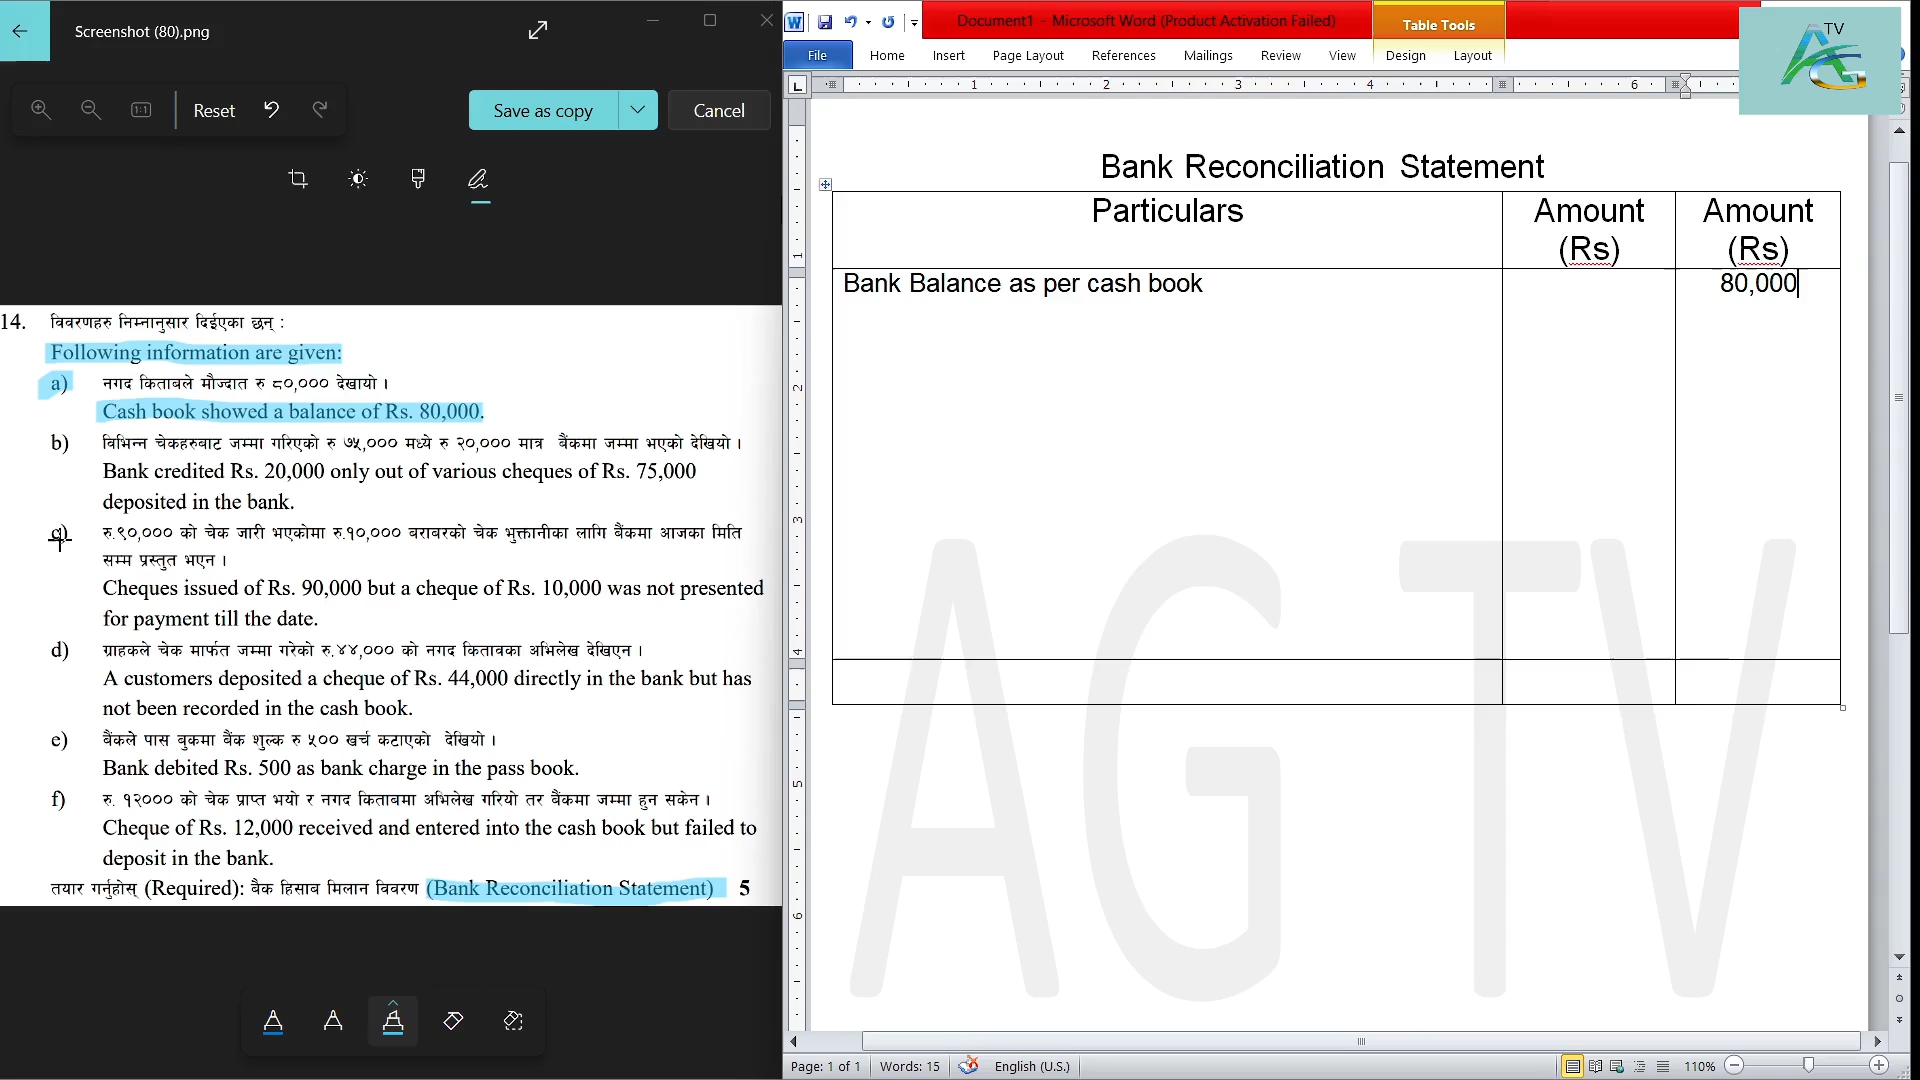 Screenshot (80).png
Reset
Save as copy
Cancel
14. विवरणहरु निम्नानुसार दिईएका छन् :
Following information are given:
a) नगद किताबले मौज्दात रु ८०,००० देखायो ।
Cash book showed a balance of Rs. 80,000.
b) विभिन्न चेकहरुबाट जम्मा गरिएको रु ७५,००० मध्ये रु २०,००० मात्र बैंकमा जम्मा भएको देखियो ।
Bank credited Rs. 20,000 only out of various cheques of Rs. 75,000
deposited in the bank.
c) रु.९०,००० को चेक जारी भएकोमा रु.१०,००० बराबरको चेक भुक्तानीका लागि बैंकमा आजका मिति
सम्म प्रस्तुत भएन ।
Cheques issued of Rs. 90,000 but a cheque of Rs. 10,000 was not presented
for payment till the date.
d) ग्राहकले चेक मार्फत जम्मा गरेको रु.४४,००० को नगद कितावका अभिलेख देखिएन ।
A customers deposited a cheque of Rs. 44,000 directly in the bank but has
not been recorded in the cash book.
e) बैंकले पास बुकमा बैंक शुल्क रु ५०० खर्च कटाएको देखियो ।
Bank debited Rs. 500 as bank charge in the pass book.
f) रु. १२००० को चेक प्राप्त भयो र नगद किताबमा अभिलेख गरियो तर बैंकमा जम्मा हुन सकेन ।
Cheque of Rs. 12,000 received and entered into the cash book but failed to
deposit in the bank.
तयार गर्नुहोस् (Required): बैक हिसाब मिलान विवरण (Bank Reconciliation Statement) 5
Document1 - Microsoft Word (Product Activation Failed)
Table Tools
File Home Insert Page Layout References Mailings Review View Design Layout
TV
AG
1 2 3 4 6
Bank Reconciliation Statement
Particulars Amount (Rs) Amount (Rs)
Bank Balance as per cash book 80,000
AG TV
Page: 1 of 1 Words: 15 English (U.S.) 110%